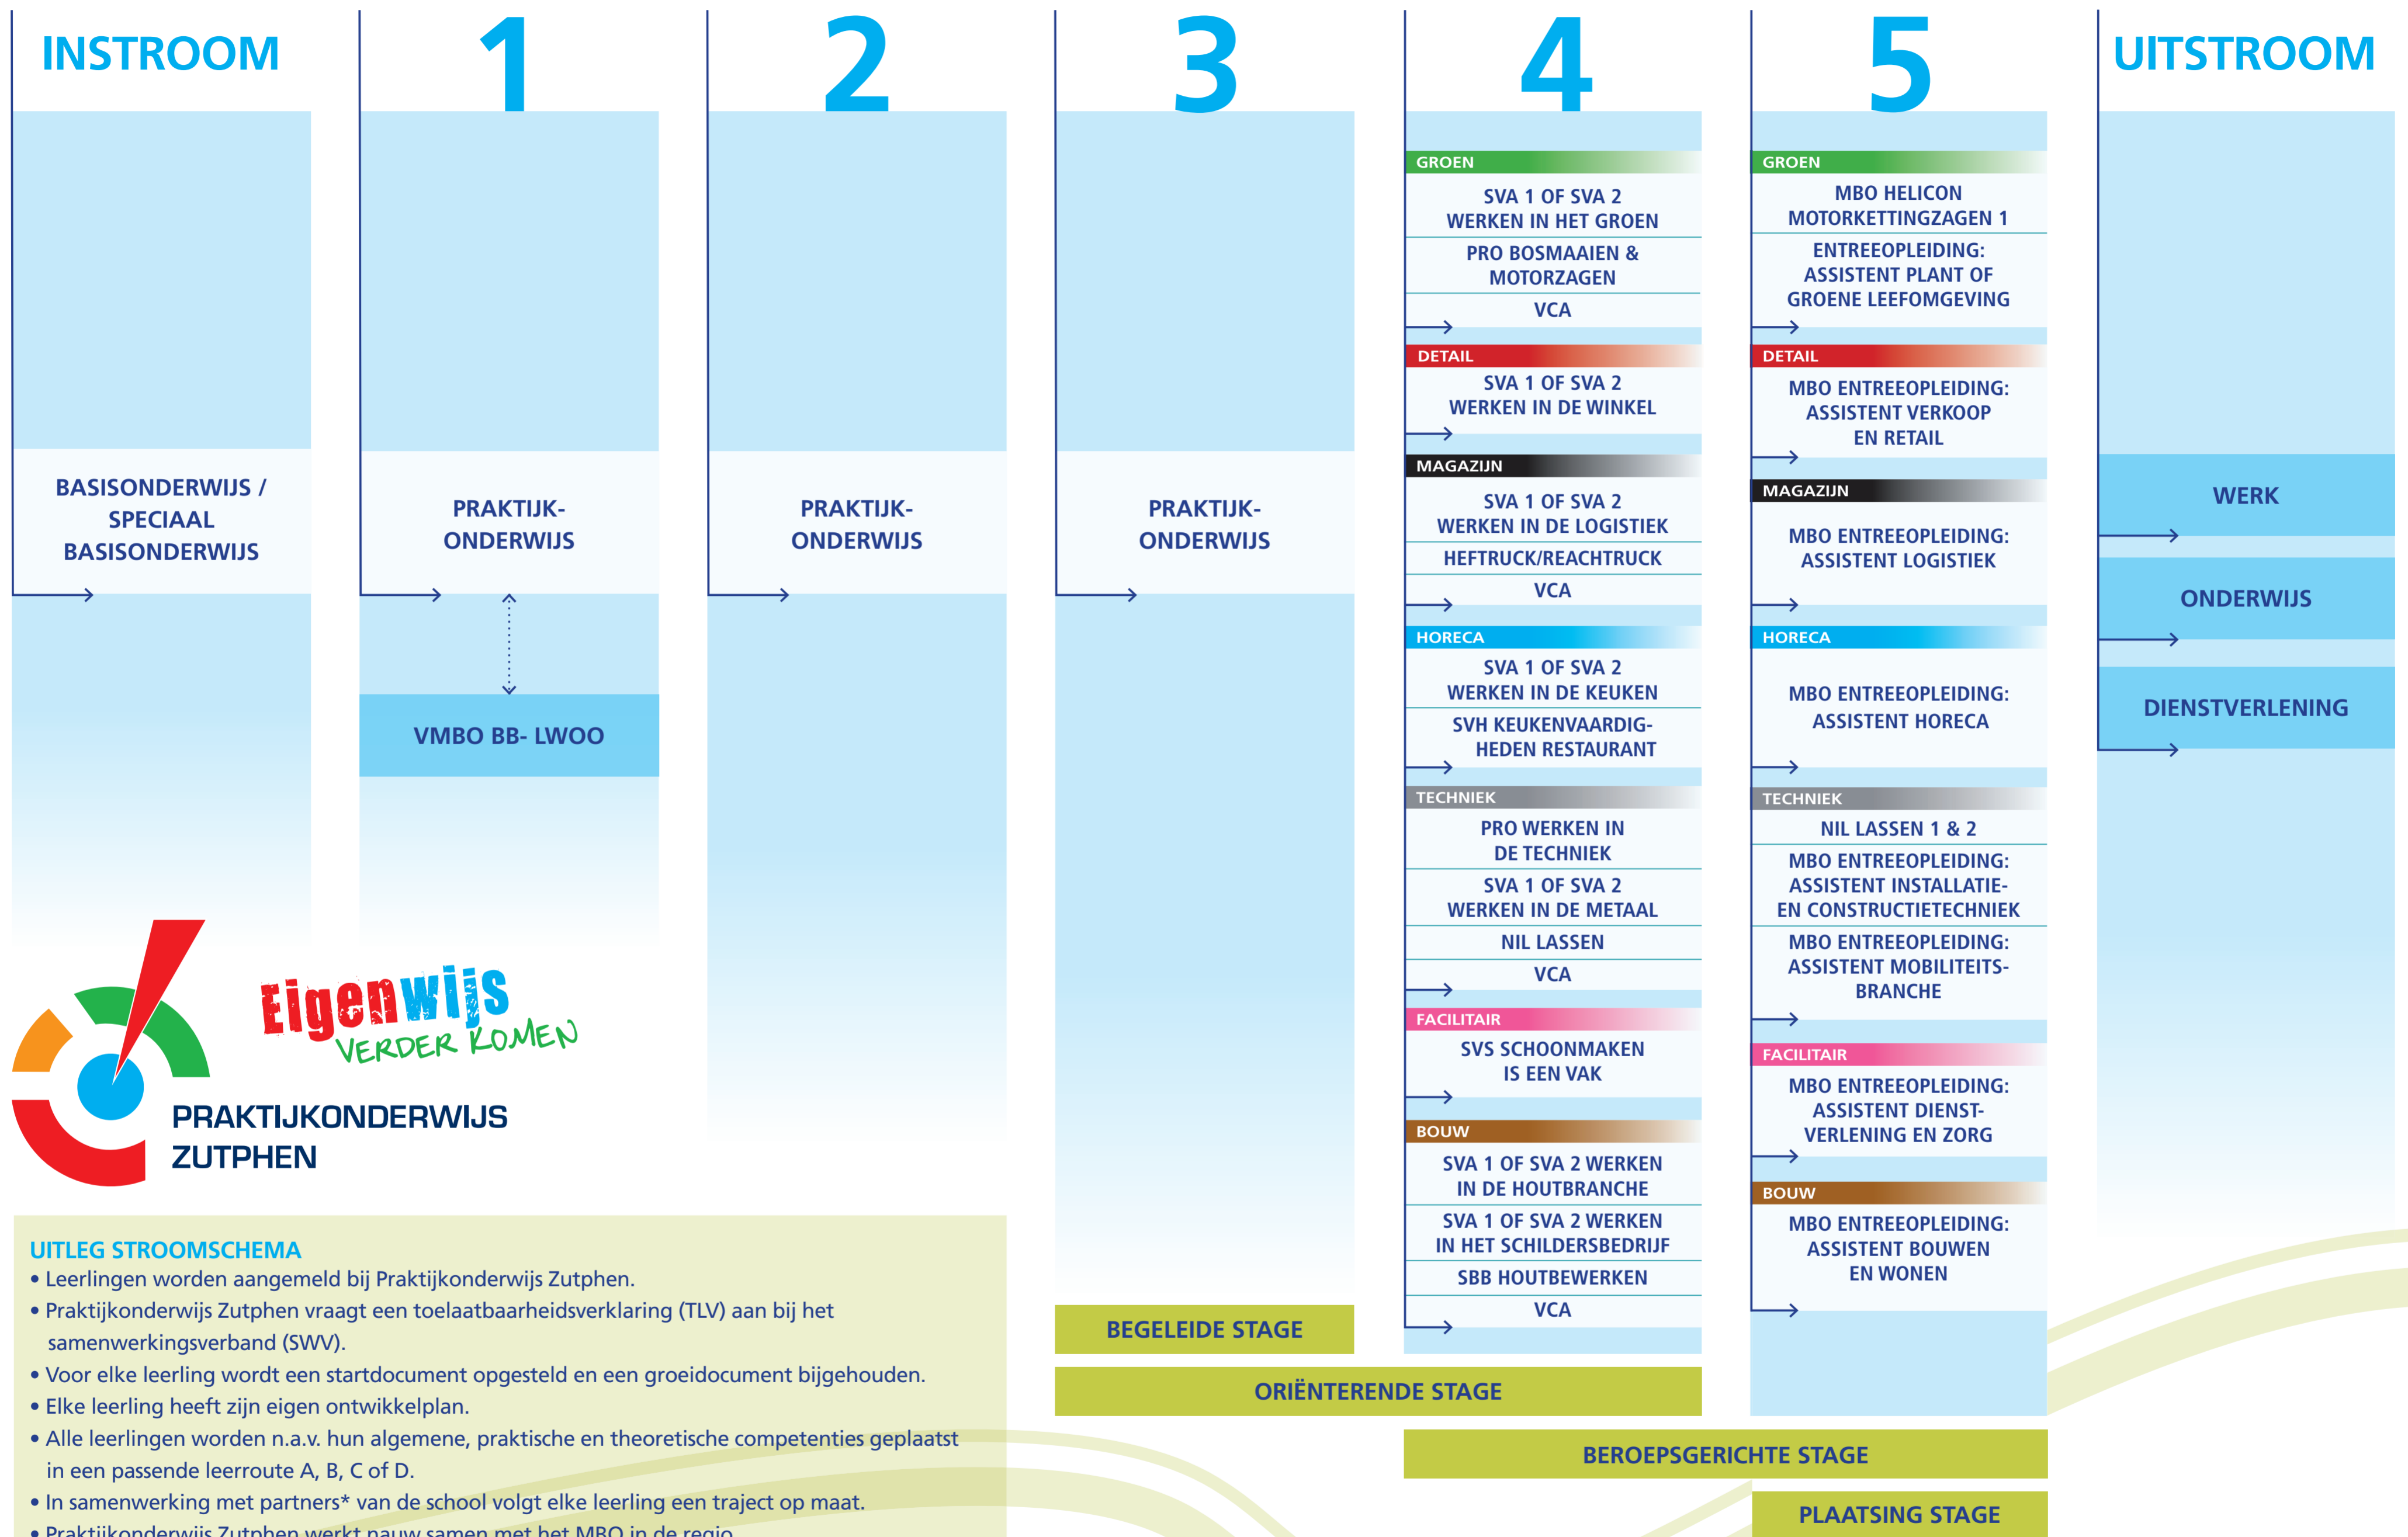 INSTROOM
BASISONDERWIJS /
SPECIAAL
BASISONDERWIJS
1
PRAKTIJK-
ONDERWIJS
VMBO BB- LWOO
2
PRAKTIJK-
ONDERWIJS
3
PRAKTIJK-
ONDERWIJS
4
GROEN
SVA 1 OF SVA 2
WERKEN IN HET GROEN
PRO BOSMAAIEN &
MOTORZAGEN
VCA
DETAIL
SVA 1 OF SVA 2
WERKEN IN DE WINKEL
MAGAZIJN
SVA 1 OF SVA 2
WERKEN IN DE LOGISTIEK
HEFTRUCK/REACHTRUCK
VCA
HORECA
SVA 1 OF SVA 2
WERKEN IN DE KEUKEN
SVH KEUKENVAARDIG-
HEDEN RESTAURANT
TECHNIEK
PRO WERKEN IN
DE TECHNIEK
SVA 1 OF SVA 2
WERKEN IN DE METAAL
NIL LASSEN
VCA
FACILITAIR
SVS SCHOONMAKEN
IS EEN VAK
BOUW
SVA 1 OF SVA 2 WERKEN
IN DE HOUTBRANCHE
SVA 1 OF SVA 2 WERKEN
IN HET SCHILDERSBEDRIJF
SBB HOUTBEWERKEN
VCA
5
GROEN
MBO HELICON
MOTORKETTINGZAGEN 1
ENTREEOPLEIDING:
ASSISTENT PLANT OF
GROENE LEEFOMGEVING
DETAIL
MBO ENTREEOPLEIDING:
ASSISTENT VERKOOP
EN RETAIL
MAGAZIJN
MBO ENTREEOPLEIDING:
ASSISTENT LOGISTIEK
HORECA
MBO ENTREEOPLEIDING:
ASSISTENT HORECA
TECHNIEK
NIL LASSEN 1 & 2
MBO ENTREEOPLEIDING:
ASSISTENT INSTALLATIE-
EN CONSTRUCTIETECHNIEK
MBO ENTREEOPLEIDING:
ASSISTENT MOBILITEITS-
BRANCHE
FACILITAIR
MBO ENTREEOPLEIDING:
ASSISTENT DIENST-
VERLENING EN ZORG
BOUW
MBO ENTREEOPLEIDING:
ASSISTENT BOUWEN
EN WONEN
UITSTROOM
WERK
ONDERWIJS
DIENSTVERLENING
Eigenwijs
VERDER KOMEN
PRAKTIJKONDERWIJS
ZUTPHEN
UITLEG STROOMSCHEMA
• Leerlingen worden aangemeld bij Praktijkonderwijs Zutphen.
• Praktijkonderwijs Zutphen vraagt een toelaatbaarheidsverklaring (TLV) aan bij het
samenwerkingsverband (SWV).
• Voor elke leerling wordt een startdocument opgesteld en een groeidocument bijgehouden.
• Elke leerling heeft zijn eigen ontwikkelplan.
• Alle leerlingen worden n.a.v. hun algemene, praktische en theoretische competenties geplaatst
in een passende leerroute A, B, C of D.
• In samenwerking met partners* van de school volgt elke leerling een traject op maat.
• Praktijkonderwijs Zutphen werkt nauw samen met het MBO in de regio.
BEGELEIDE STAGE
ORIËNTERENDE STAGE
BEROEPSGERICHTE STAGE
PLAATSING STAGE